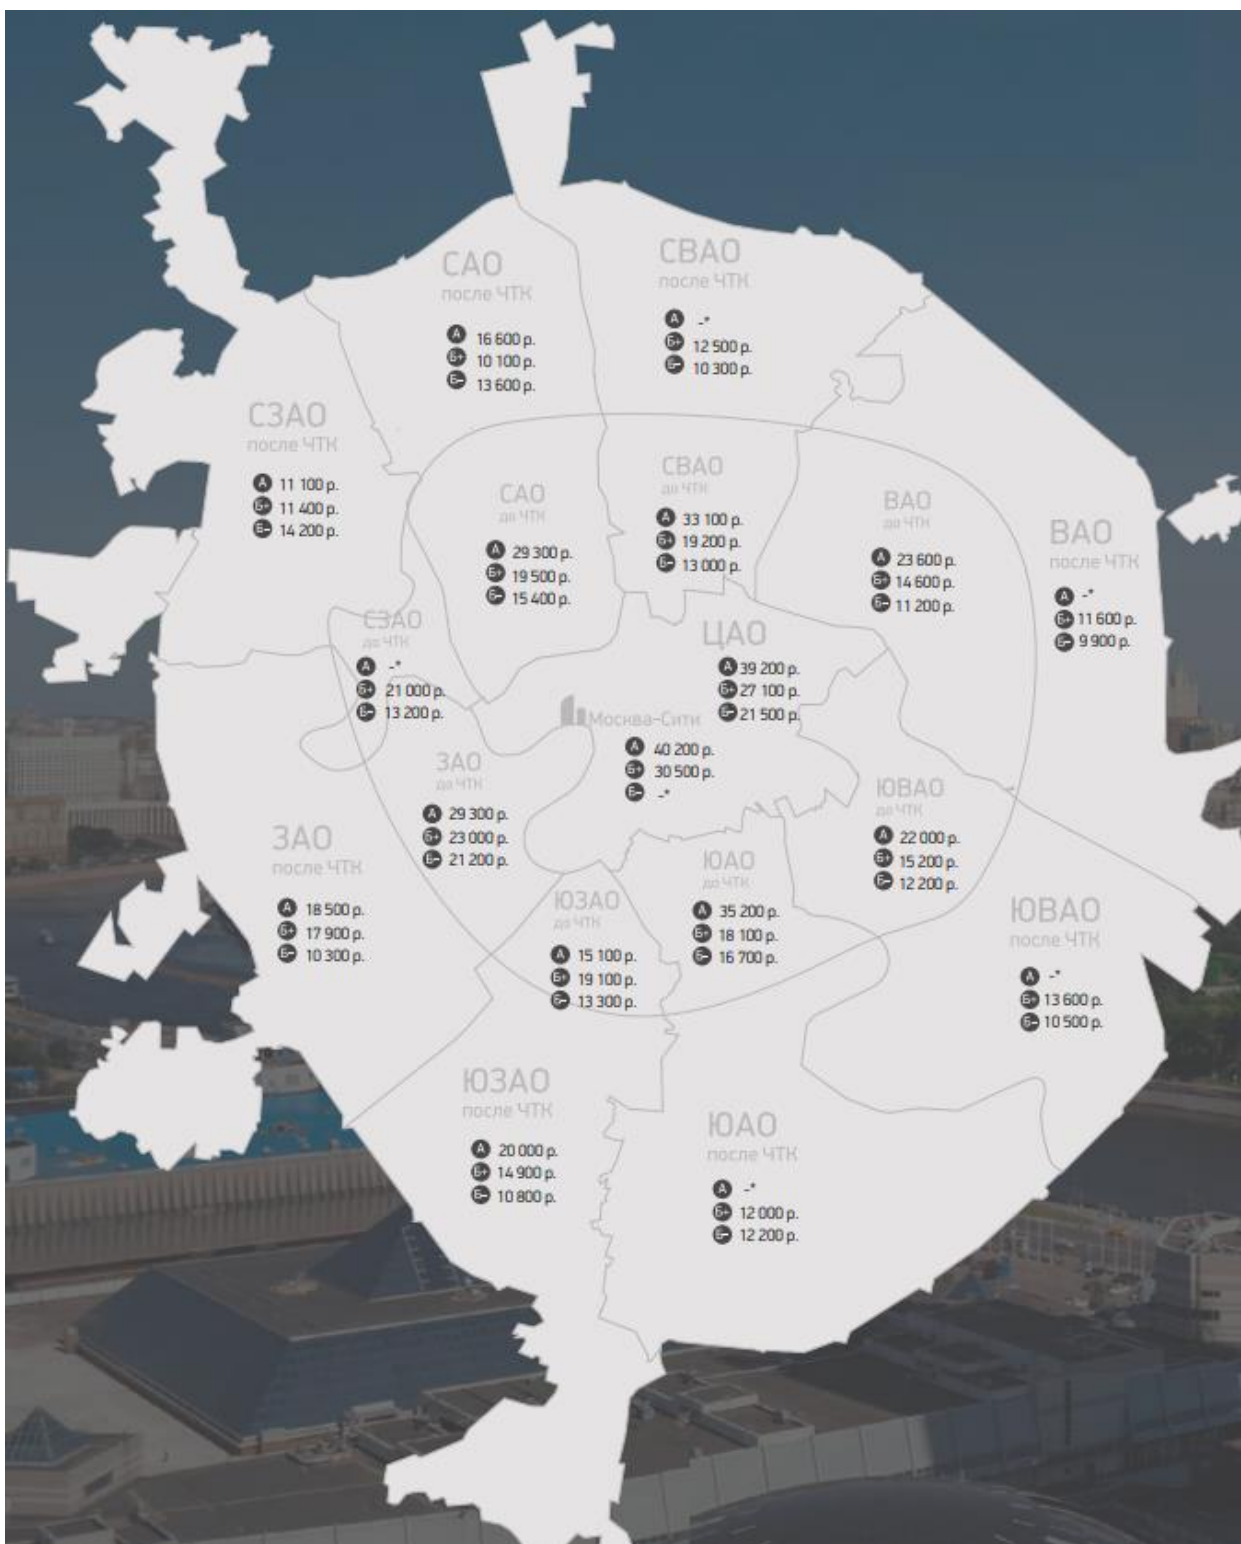 САО
после ЧТК
А 16 600 р.
Б+ 10 100 р.
Б- 13 600 р.
СВАО
после ЧТК
А -*
Б+ 12 500 р.
Б- 10 300 р.
СЗАО
после ЧТК
А 11 100 р.
Б+ 11 400 р.
Б- 14 200 р.
САО
до ЧТК
А 29 300 р.
Б+ 19 500 р.
Б- 15 400 р.
СВАО
до ЧТК
А 33 100 р.
Б+ 19 200 р.
Б- 13 000 р.
ВАО
до ЧТК
А 23 600 р.
Б+ 14 600 р.
Б- 11 200 р.
ВАО
после ЧТК
А -*
Б+ 11 600 р.
Б- 9 900 р.
СЗАО
до ЧТК
А -*
Б+ 21 000 р.
Б- 13 200 р.
ЦАО
А 39 200 р.
Б+ 27 100 р.
Б- 21 500 р.
Москва-Сити
А 40 200 р.
Б+ 30 500 р.
Б- -*
ЗАО
до ЧТК
А 29 300 р.
Б+ 23 000 р.
Б- 21 200 р.
ЮВАО
до ЧТК
А 22 000 р.
Б+ 15 200 р.
Б- 12 200 р.
ЗАО
после ЧТК
А 18 500 р.
Б+ 17 900 р.
Б- 10 300 р.
ЮЗАО
до ЧТК
А 15 100 р.
Б+ 19 100 р.
Б- 13 300 р.
ЮАО
до ЧТК
А 35 200 р.
Б+ 18 100 р.
Б- 16 700 р.
ЮВАО
после ЧТК
А -*
Б+ 13 600 р.
Б- 10 500 р.
ЮЗАО
после ЧТК
А 20 000 р.
Б+ 14 900 р.
Б- 10 800 р.
ЮАО
после ЧТК
А -*
Б+ 12 000 р.
Б- 12 200 р.